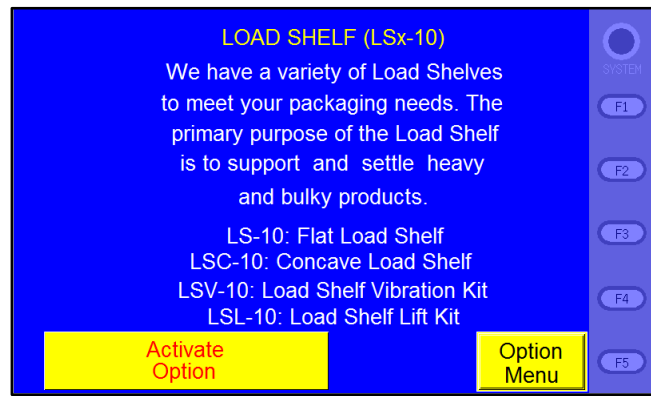 LOAD SHELF (LSx-10)
We have a variety of Load Shelves
to meet your packaging needs. The
primary purpose of the Load Shelf
is to support and settle heavy
and bulky products.
LS-10: Flat Load Shelf
LSC-10: Concave Load Shelf
LSV-10: Load Shelf Vibration Kit
LSL-10: Load Shelf Lift Kit
Activate
Option
Option
Menu
SYSTEM
F1
F2
F3
F4
F5